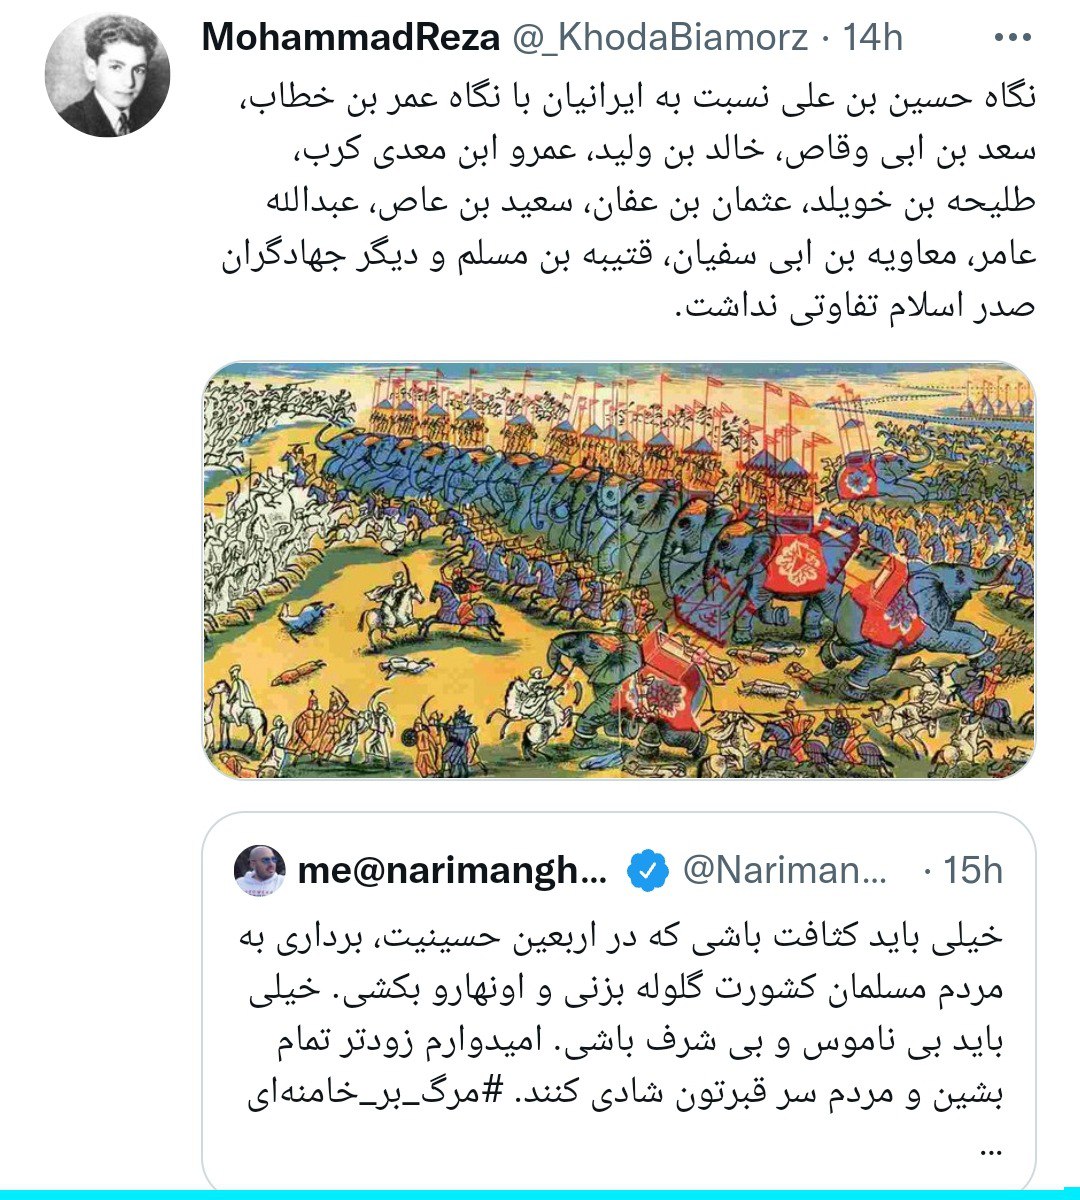 MohammadReza @_KhodaBiamorz · 14h
نگاه حسین بن علی نسبت به ایرانیان با نگاه عمر بن خطاب،
سعد بن ابی وقاص، خالد بن ولید، عمرو ابن معدی کرب،
طلیحه بن خویلد، عثمان بن عفان، سعید بن عاص، عبدالله
عامر، معاویه بن ابی سفیان، قتیبه بن مسلم و دیگر جهادگران
صدر اسلام تفاوتی نداشت.
me@narimangh... @Nariman... · 15h
خیلی باید کثافت باشی که در اربعین حسینیت، برداری به
مردم مسلمان کشورت گلوله بزنی و اونهارو بکشی. خیلی
باید بی ناموس و بی شرف باشی. امیدوارم زودتر تمام
بشین و مردم سر قبرتون شادی کنند. #مرگ_بر_خامنه‌ای
...